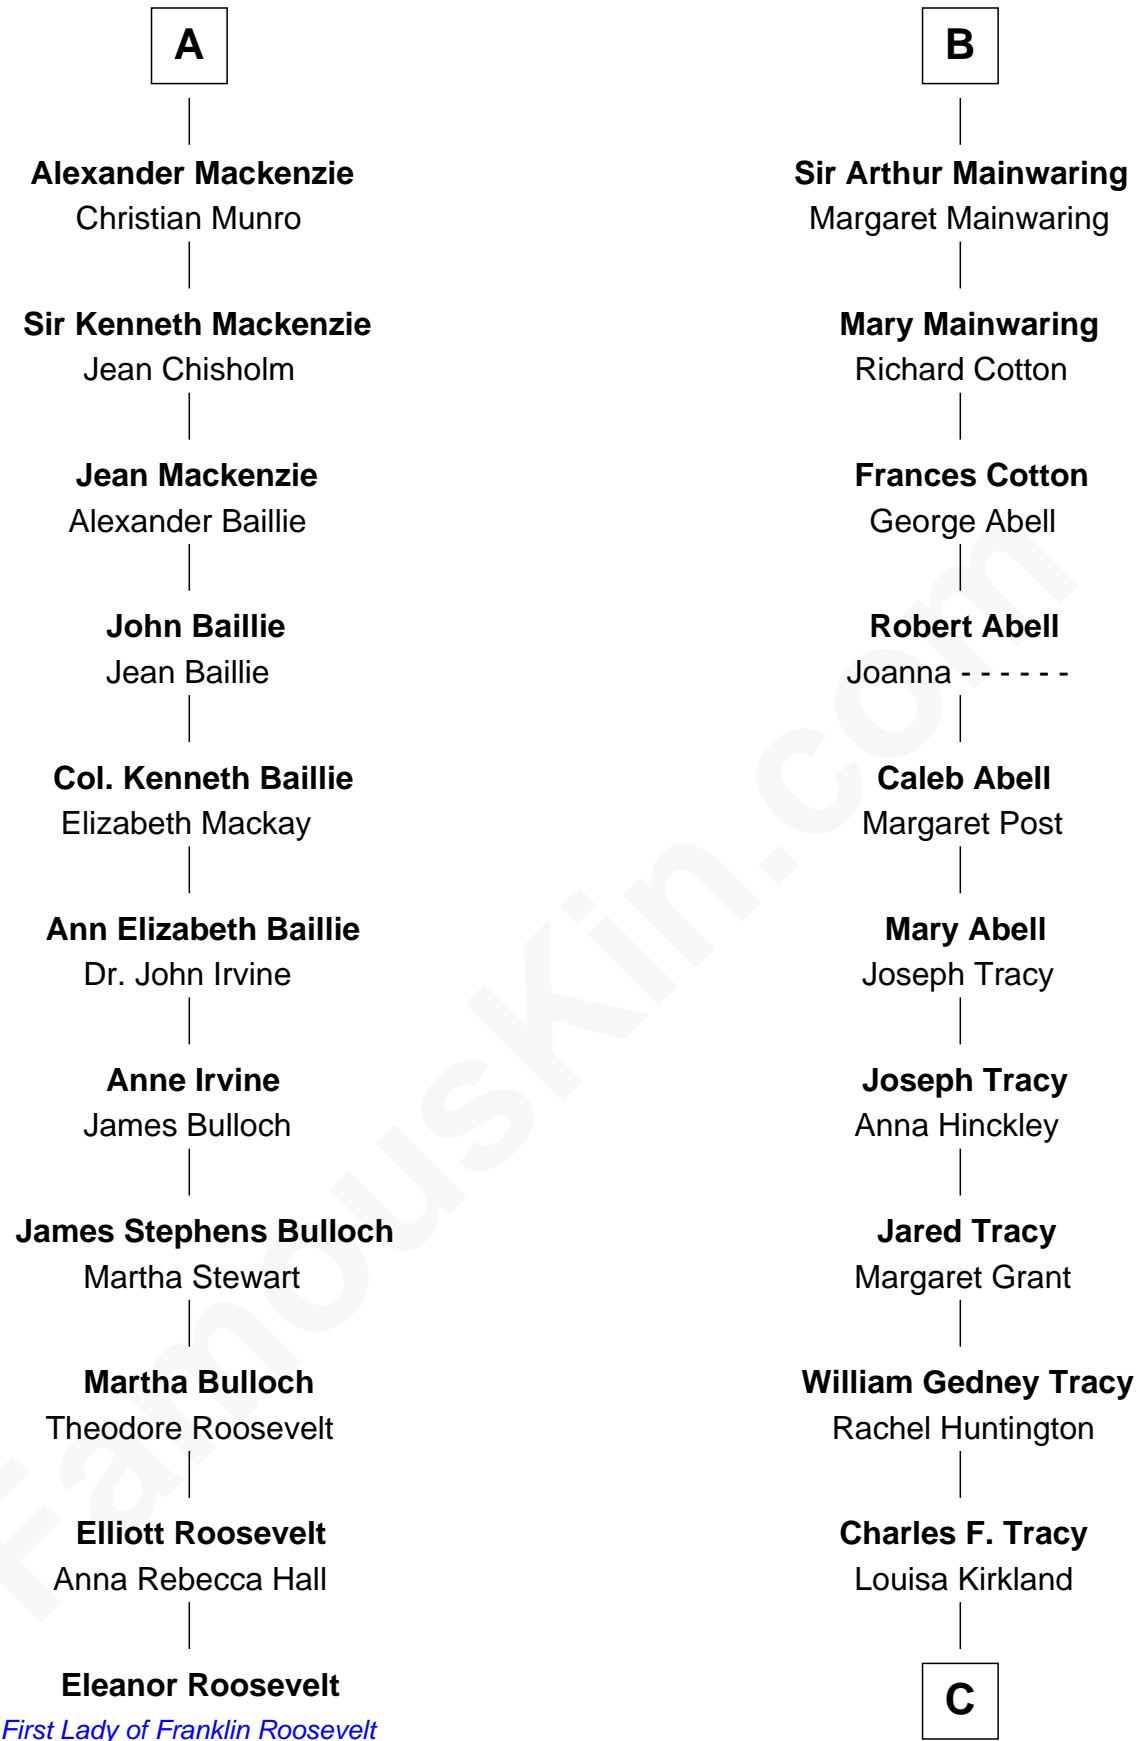 A
Alexander Mackenzie
Christian Munro
Sir Kenneth Mackenzie
Jean Chisholm
Jean Mackenzie
Alexander Baillie
John Baillie
Jean Baillie
Col. Kenneth Baillie
Elizabeth Mackay
Ann Elizabeth Baillie
Dr. John Irvine
Anne Irvine
James Bulloch
James Stephens Bulloch
Martha Stewart
Martha Bulloch
Theodore Roosevelt
Elliott Roosevelt
Anna Rebecca Hall
Eleanor Roosevelt
First Lady of Franklin Roosevelt
B
Sir Arthur Mainwaring
Margaret Mainwaring
Mary Mainwaring
Richard Cotton
Frances Cotton
George Abell
Robert Abell
Joanna - - - - - -
Caleb Abell
Margaret Post
Mary Abell
Joseph Tracy
Joseph Tracy
Anna Hinckley
Jared Tracy
Margaret Grant
William Gedney Tracy
Rachel Huntington
Charles F. Tracy
Louisa Kirkland
C
FamousKin.com